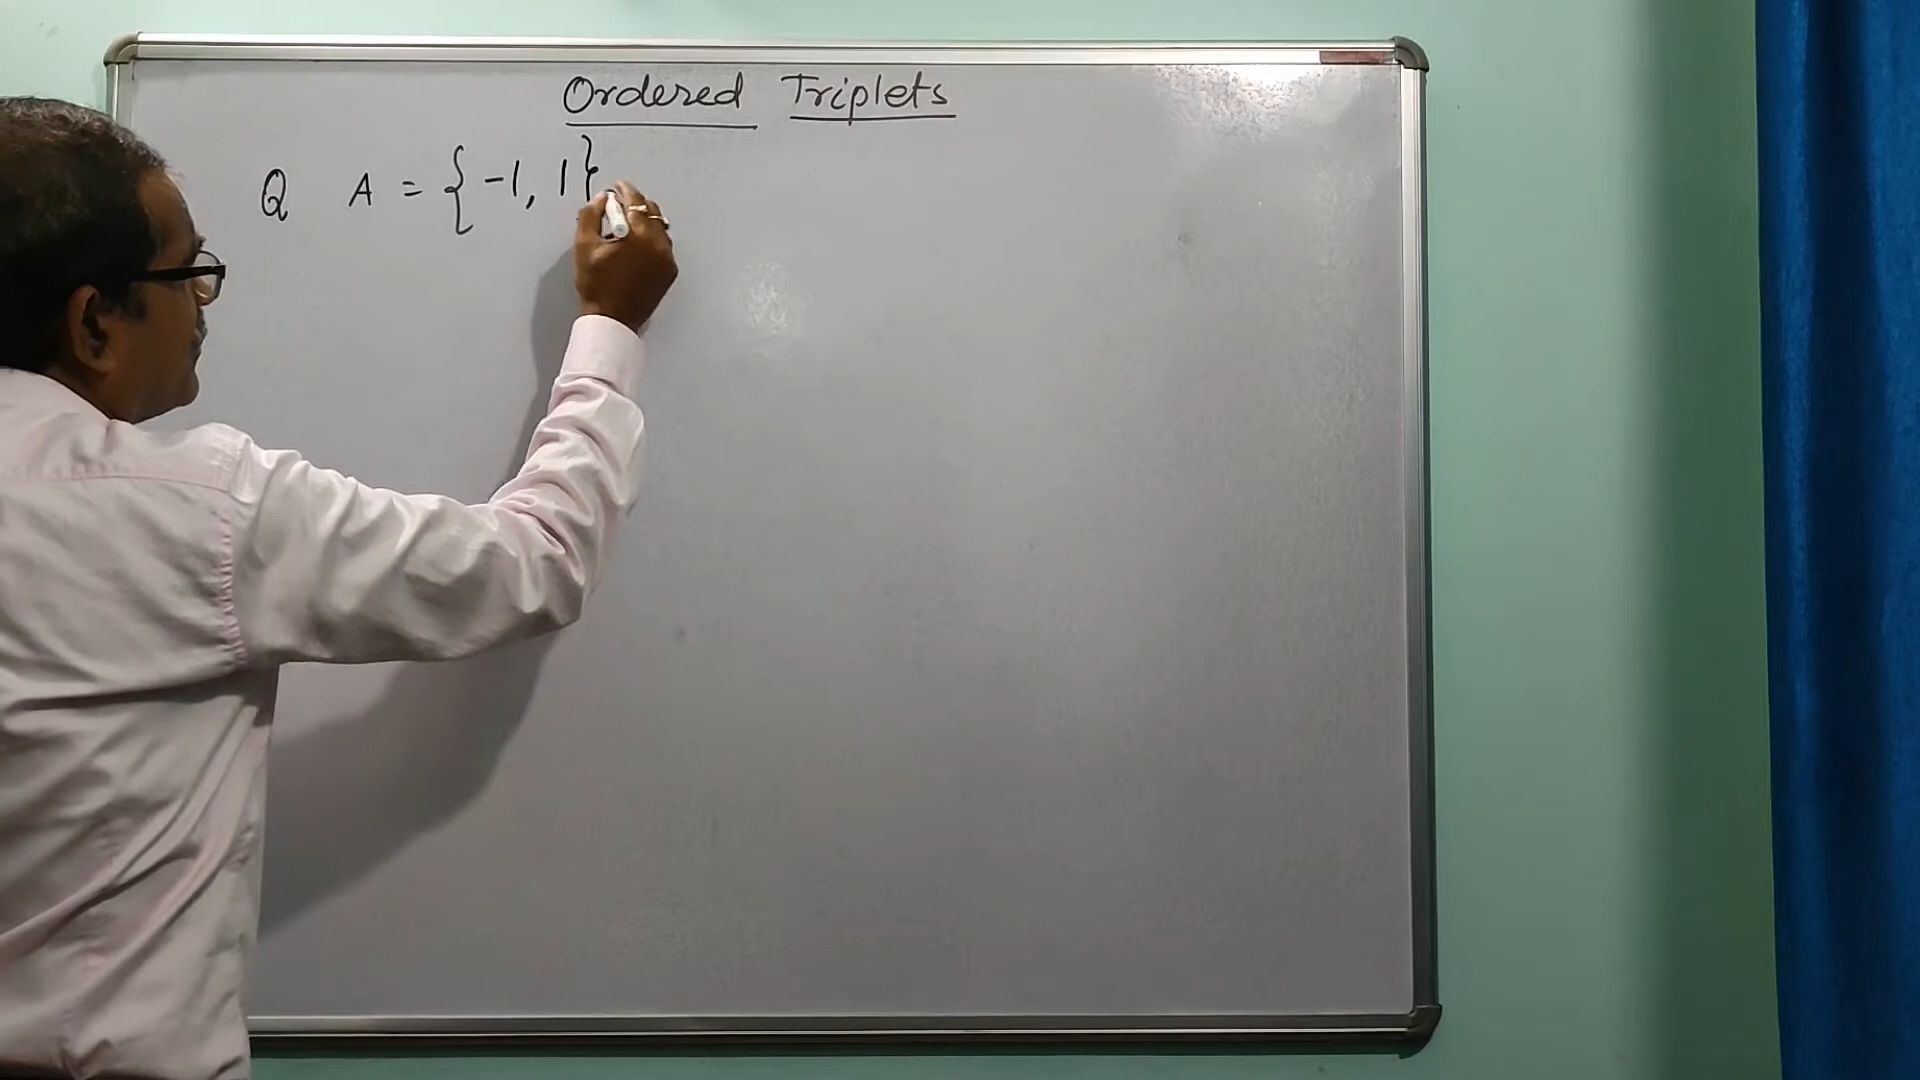 Ordered Triplets
Q A = {-1, 1}